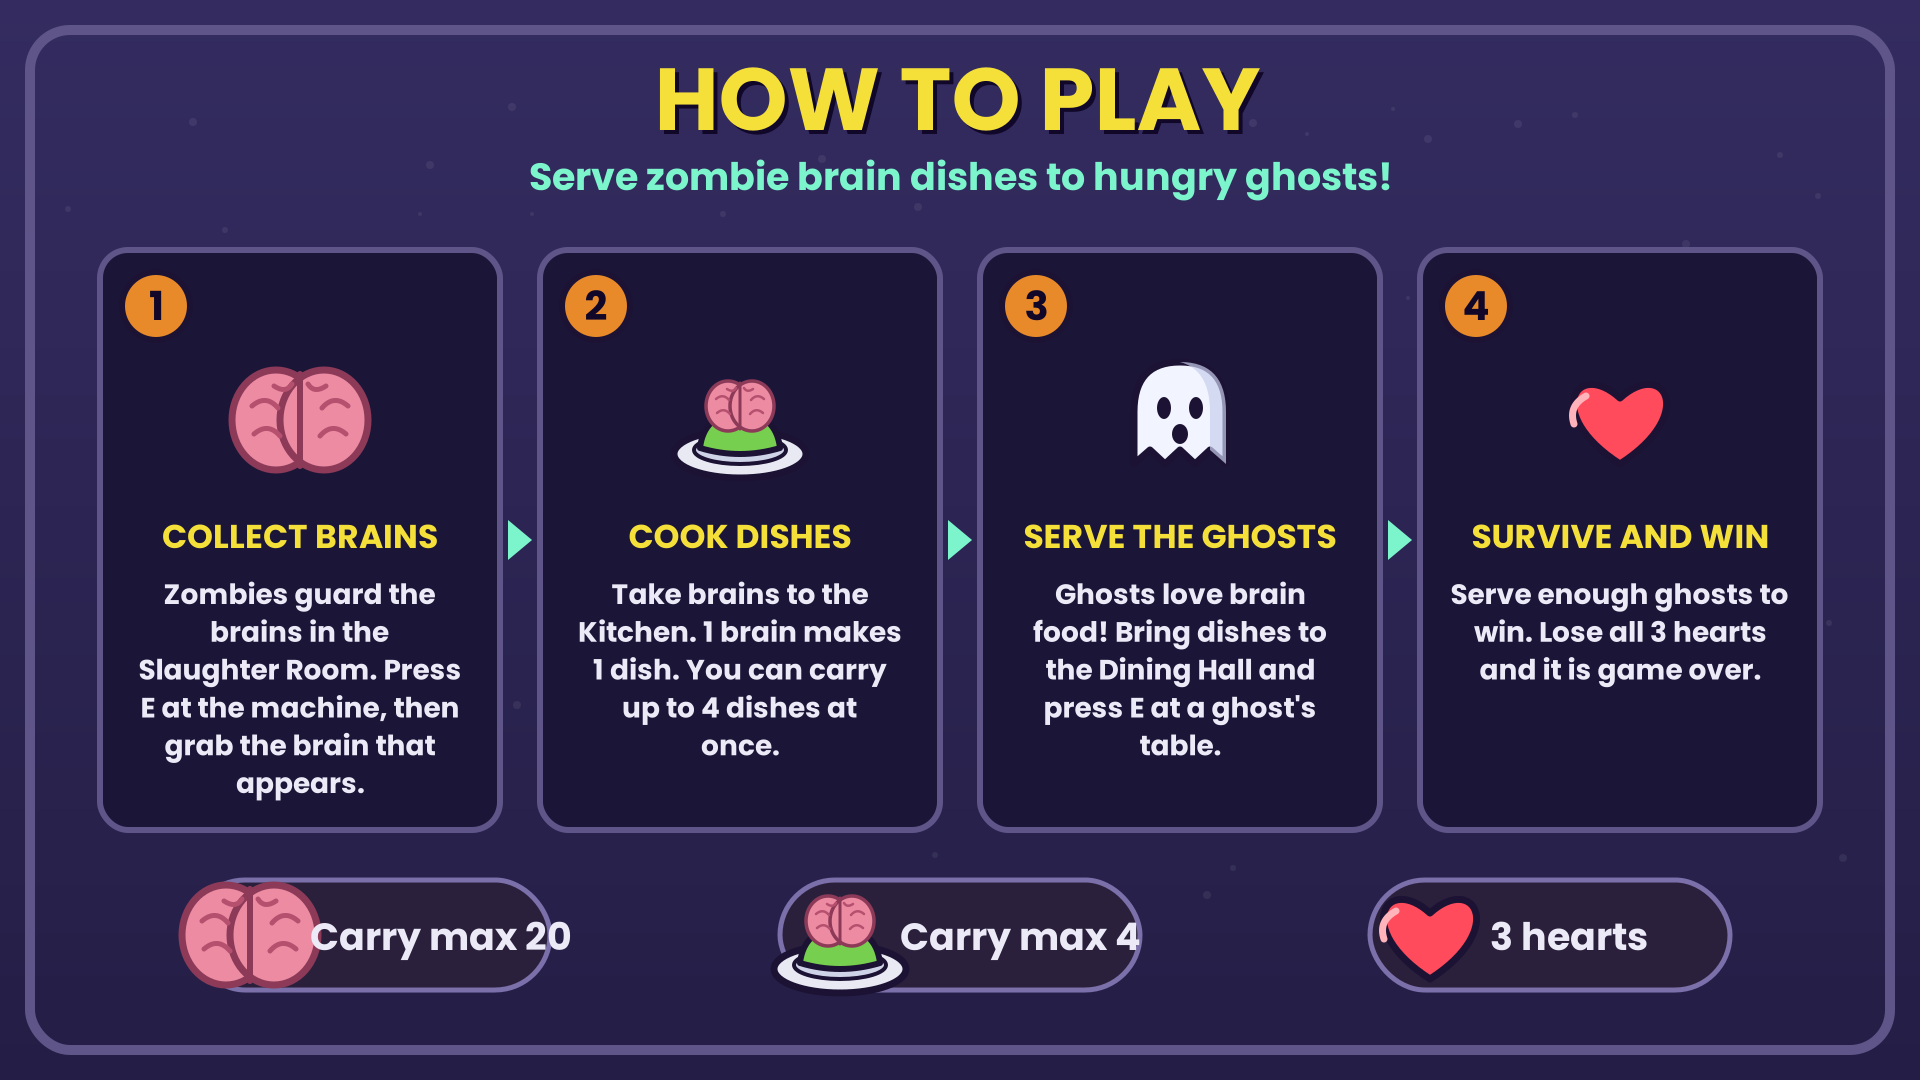 HOW TO PLAY
Serve zombie brain dishes to hungry ghosts!
1
COLLECT BRAINS
Zombies guard the
brains in the
Slaughter Room. Press
E at the machine, then
grab the brain that
appears.
2
COOK DISHES
Take brains to the
Kitchen. 1 brain makes
1 dish. You can carry
up to 4 dishes at
once.
3
SERVE THE GHOSTS
Ghosts love brain
food! Bring dishes to
the Dining Hall and
press E at a ghost's
table.
4
SURVIVE AND WIN
Serve enough ghosts to
win. Lose all 3 hearts
and it is game over.
Carry max 20
Carry max 4
3 hearts